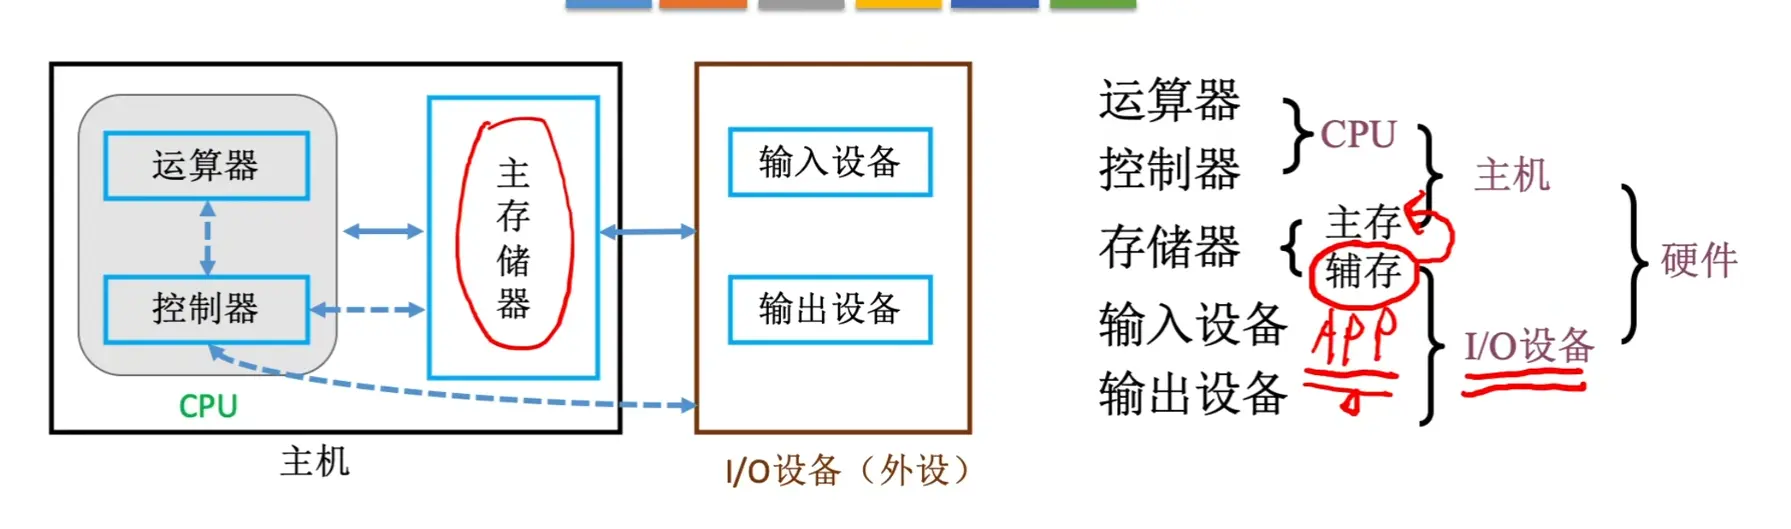 运算器
控制器
CPU
主存储器
主机
输入设备
输出设备
I/O设备（外设）
运算器
控制器
CPU
主机
存储器
主存
辅存
硬件
输入设备
APP
输出设备
I/O设备